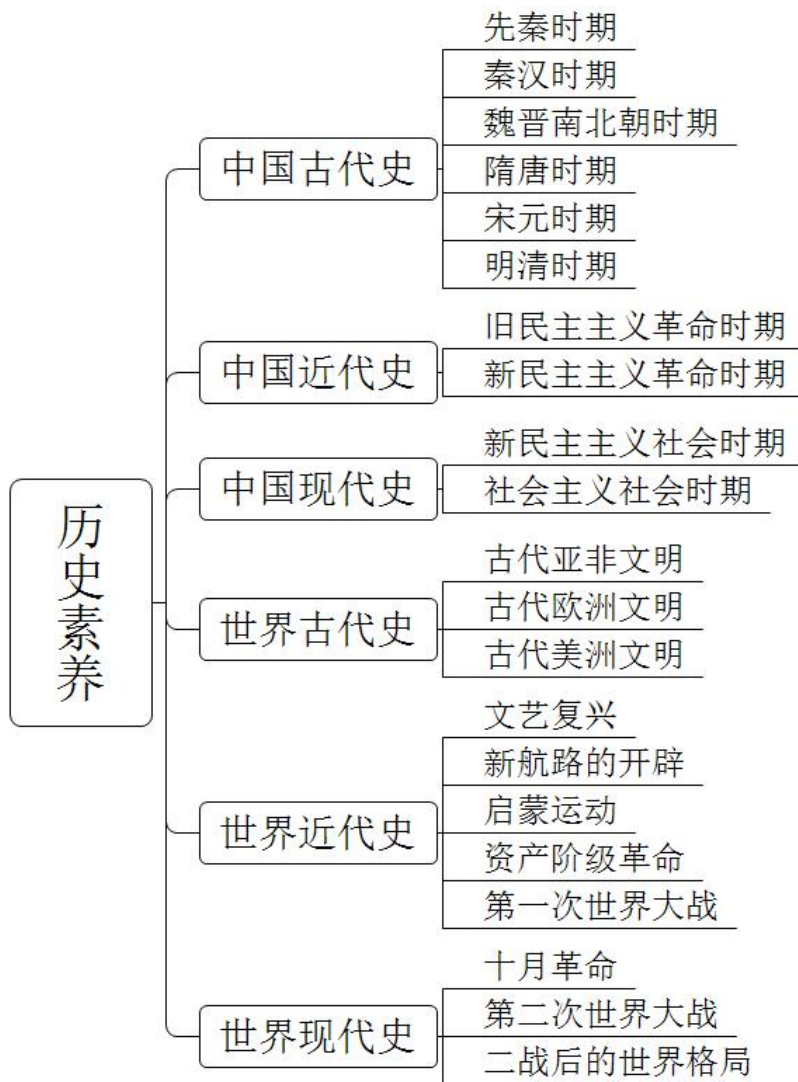 历史素养
中国古代史
先秦时期
秦汉时期
魏晋南北朝时期
隋唐时期
宋元时期
明清时期
中国近代史
旧民主主义革命时期
新民主主义革命时期
中国现代史
新民主主义社会时期
社会主义社会时期
世界古代史
古代亚非文明
古代欧洲文明
古代美洲文明
世界近代史
文艺复兴
新航路的开辟
启蒙运动
资产阶级革命
第一次世界大战
世界现代史
十月革命
第二次世界大战
二战后的世界格局